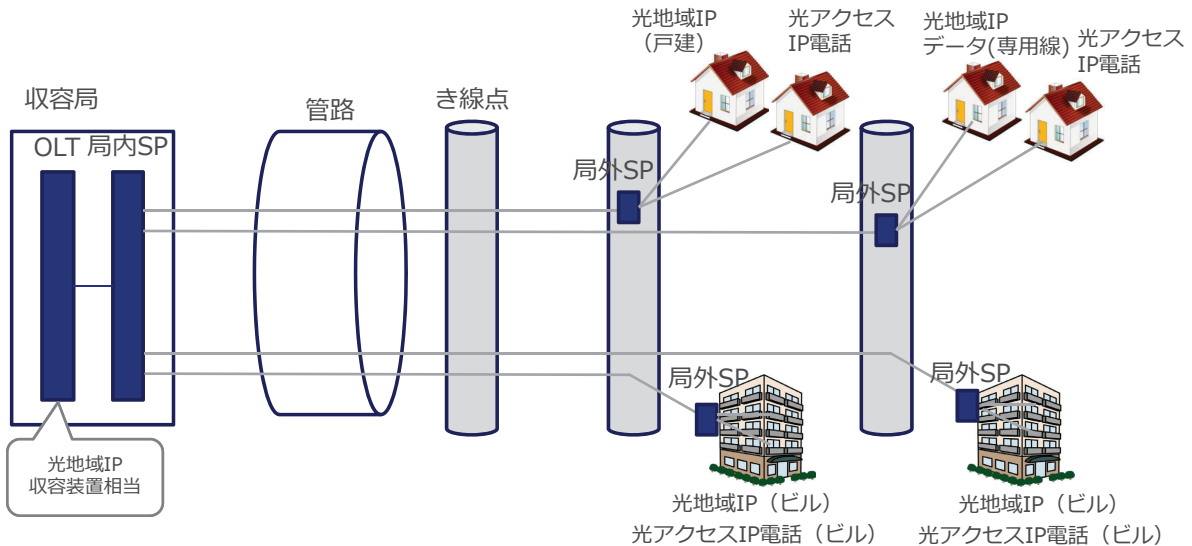 光地域IP
（戸建）
光アクセス
IP電話
光地域IP
データ(専用線)
光アクセス
IP電話
収容局
管路
き線点
OLT 局内SP
局外SP
局外SP
局外SP
局外SP
光地域IP
収容装置相当
光地域IP（ビル）
光アクセスIP電話（ビル）
光地域IP（ビル）
光アクセスIP電話（ビル）